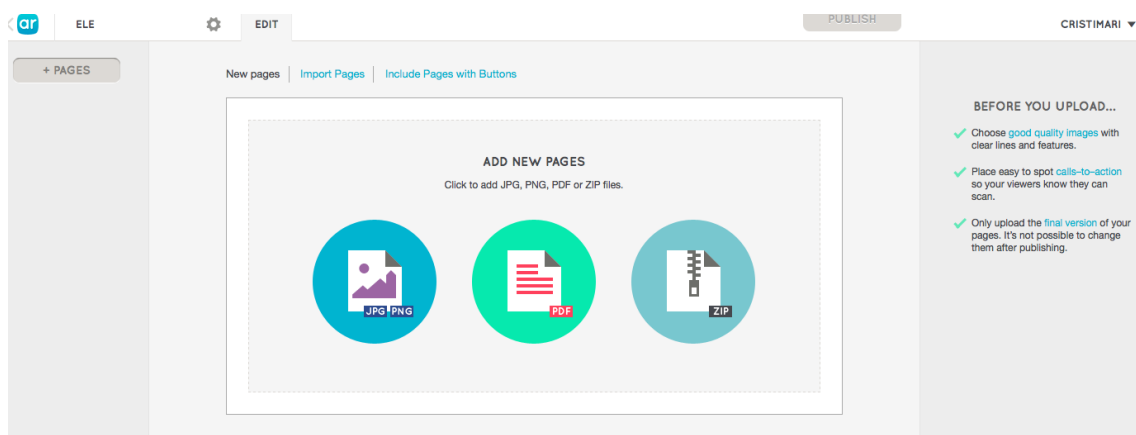 ar ELE EDIT PUBLISH CRISTIMARI
+ PAGES
New pages Import Pages Include Pages with Buttons
ADD NEW PAGES
Click to add JPG, PNG, PDF or ZIP files.
JPG PNG PDF ZIP
BEFORE YOU UPLOAD...
Choose good quality images with
clear lines and features.
Place easy to spot calls-to-action
so your viewers know they can
scan.
Only upload the final version of your
pages. It's not possible to change
them after publishing.